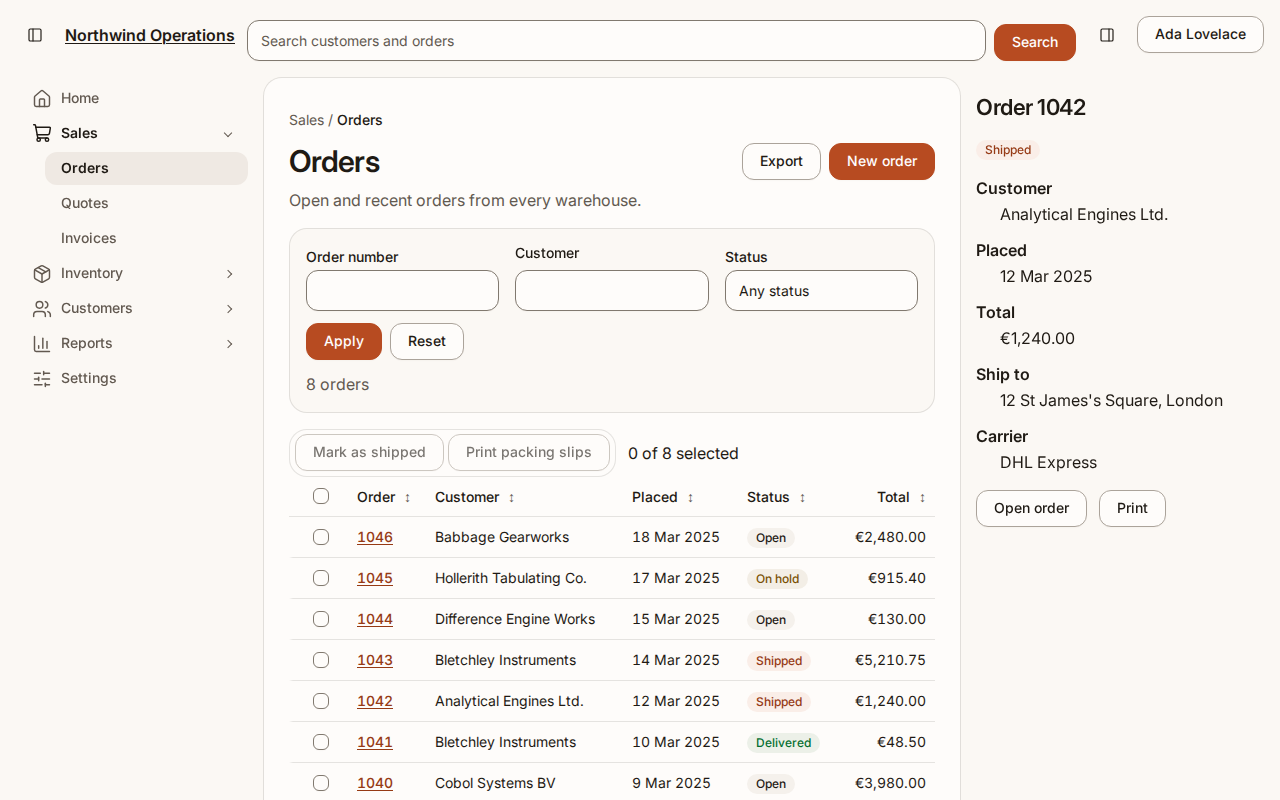 Northwind Operations
Search customers and orders
Search
Ada Lovelace
Home
Sales
Orders
Quotes
Invoices
Inventory
Customers
Reports
Settings
Sales / Orders
Orders
Export
New order
Open and recent orders from every warehouse.
Order number
Customer
Status
Any status
Apply
Reset
8 orders
Mark as shipped
Print packing slips
0 of 8 selected
Order ↕ Customer ↕ Placed ↕ Status ↕ Total ↕
1046 Babbage Gearworks 18 Mar 2025 Open €2,480.00
1045 Hollerith Tabulating Co. 17 Mar 2025 On hold €915.40
1044 Difference Engine Works 15 Mar 2025 Open €130.00
1043 Bletchley Instruments 14 Mar 2025 Shipped €5,210.75
1042 Analytical Engines Ltd. 12 Mar 2025 Shipped €1,240.00
1041 Bletchley Instruments 10 Mar 2025 Delivered €48.50
1040 Cobol Systems BV 9 Mar 2025 Open €3,980.00
Order 1042
Shipped
Customer
Analytical Engines Ltd.
Placed
12 Mar 2025
Total
€1,240.00
Ship to
12 St James's Square, London
Carrier
DHL Express
Open order
Print